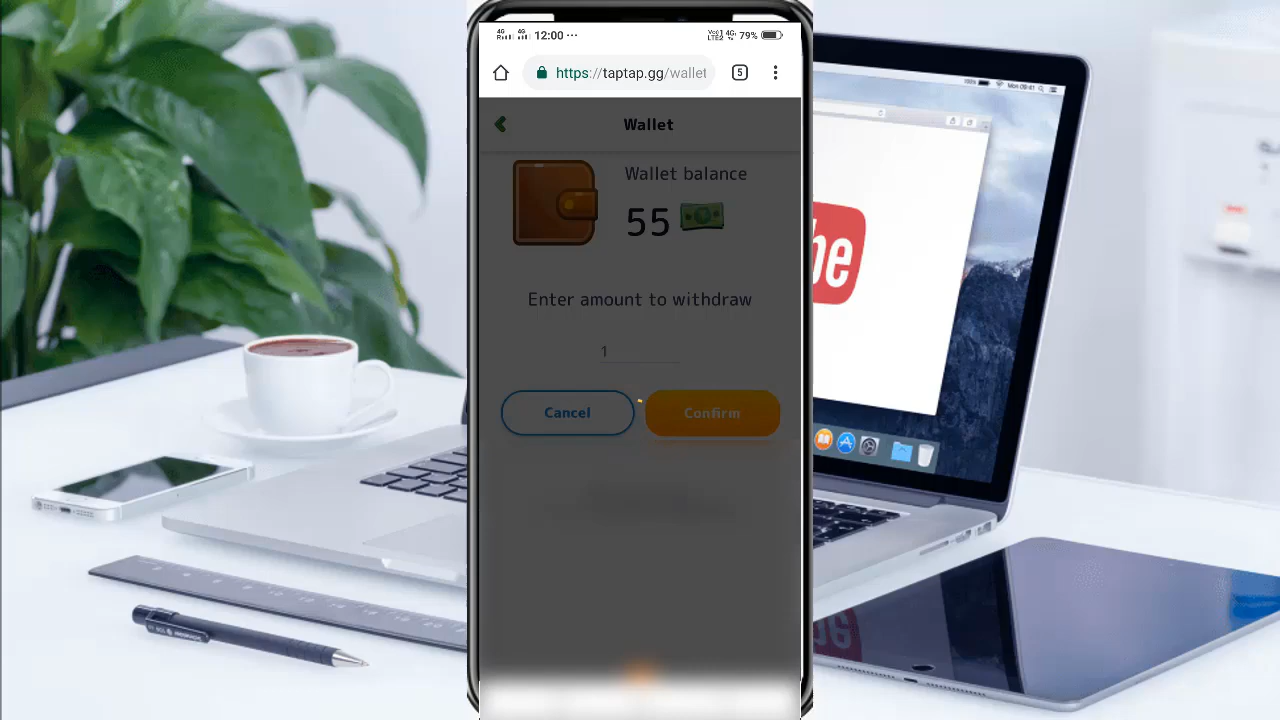 12:00 ...
79%
https://taptap.gg/wallet
5
Wallet
Wallet balance
55
Enter amount to withdraw
1
Cancel
Confirm
be